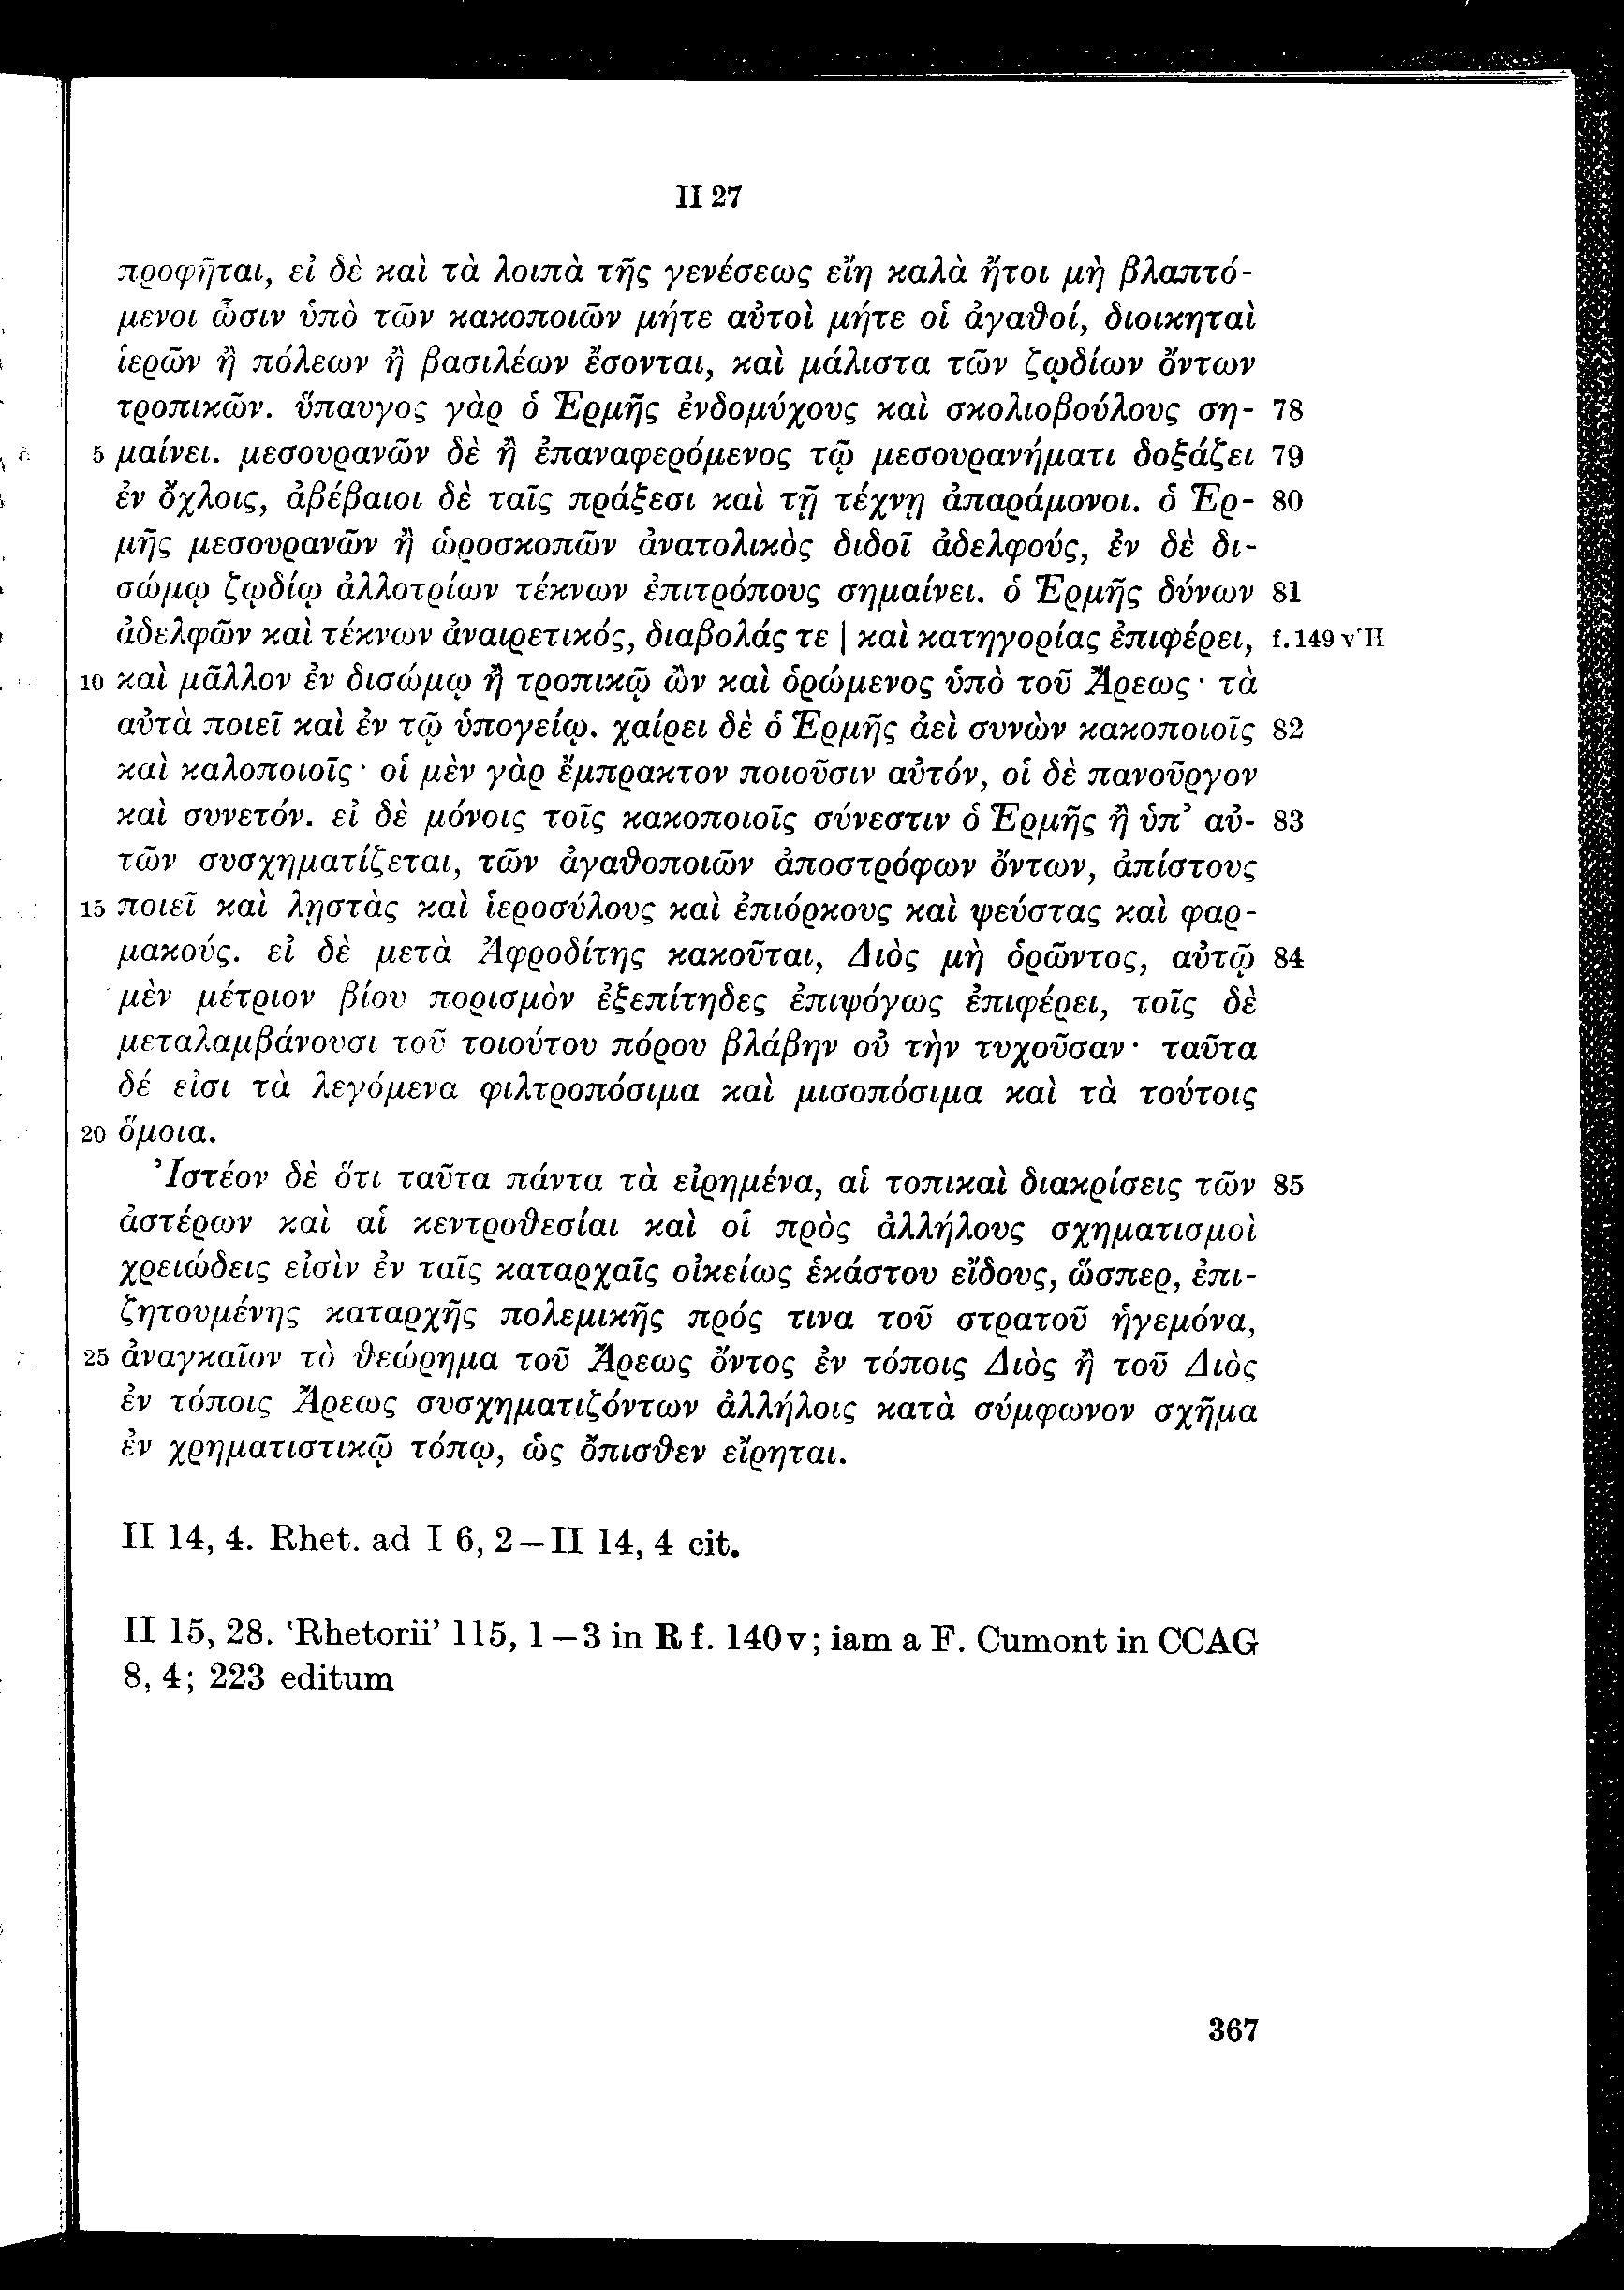 II 27
προφῆται, εἰ δὲ καὶ τὰ λοιπὰ τῆς γενέσεως εἴη καλὰ ἤτοι μὴ βλαπτό-
μενοι ὦσιν ὑπὸ τῶν κακοποιῶν μήτε αὐτοὶ μήτε οἱ ἀγαθοί, διοικηταὶ
ἱερῶν ἢ πόλεων ἢ βασιλέων ἔσονται, καὶ μάλιστα τῶν ζῳδίων ὄντων
τροπικῶν. ὕπαυγος γὰρ ὁ Ἑρμῆς ἐνδομύχους καὶ σκολιοβούλους ση- 78
5 μαίνει. μεσουρανῶν δὲ ἢ ἐπαναφερόμενος τῷ μεσουρανήματι δοξάζει 79
ἐν ὄχλοις, ἀβέβαιοι δὲ ταῖς πράξεσι καὶ τῇ τέχνῃ ἀπαράμονοι. ὁ Ἑρ- 80
μῆς μεσουρανῶν ἢ ὡροσκοπῶν ἀνατολικὸς διδοῖ ἀδελφούς, ἐν δὲ δι-
σώμῳ ζῳδίῳ ἀλλοτρίων τέκνων ἐπιτρόπους σημαίνει. ὁ Ἑρμῆς δύνων 81
ἀδελφῶν καὶ τέκνων ἀναιρετικός, διαβολάς τε | καὶ κατηγορίας ἐπιφέρει, f. 149 v Π
10 καὶ μᾶλλον ἐν δισώμῳ ἢ τροπικῷ ὢν καὶ ὁρώμενος ὑπὸ τοῦ Ἄρεως· τὰ
αὐτὰ ποιεῖ καὶ ἐν τῷ ὑπογείῳ. χαίρει δὲ ὁ Ἑρμῆς ἀεὶ συνὼν κακοποιοῖς 82
καὶ καλοποιοῖς· οἱ μὲν γὰρ ἔμπρακτον ποιοῦσιν αὐτόν, οἱ δὲ πανοῦργον
καὶ συνετόν. εἰ δὲ μόνοις τοῖς κακοποιοῖς σύνεστιν ὁ Ἑρμῆς ἢ ὑπ’ αὐ- 83
τῶν συσχηματίζεται, τῶν ἀγαθοποιῶν ἀποστρόφων ὄντων, ἀπίστους
15 ποιεῖ καὶ λῃστὰς καὶ ἱεροσύλους καὶ ἐπιόρκους καὶ ψεύστας καὶ φαρ-
μακούς. εἰ δὲ μετὰ Ἀφροδίτης κακοῦται, Διὸς μὴ ὁρῶντος, αὐτῷ 84
μὲν μέτριον βίου πορισμὸν ἐξεπίτηδες ἐπιψόγως ἐπιφέρει, τοῖς δὲ
μεταλαμβάνουσι τοῦ τοιούτου πόρου βλάβην οὐ τὴν τυχοῦσαν· ταῦτα
δέ εἰσι τὰ λεγόμενα φιλτροπόσιμα καὶ μισοπόσιμα καὶ τὰ τούτοις
20 ὅμοια.
Ἰστέον δὲ ὅτι ταῦτα πάντα τὰ εἰρημένα, αἱ τοπικαὶ διακρίσεις τῶν 85
ἀστέρων καὶ αἱ κεντροθεσίαι καὶ οἱ πρὸς ἀλλήλους σχηματισμοὶ
χρειώδεις εἰσὶν ἐν ταῖς καταρχαῖς οἰκείως ἑκάστου εἴδους, ὥσπερ, ἐπι-
ζητουμένης καταρχῆς πολεμικῆς πρός τινα τοῦ στρατοῦ ἡγεμόνα,
25 ἀναγκαῖον τὸ θεώρημα τοῦ Ἄρεως ὄντος ἐν τόποις Διὸς ἢ τοῦ Διὸς
ἐν τόποις Ἄρεως συσχηματιζόντων ἀλλήλοις κατὰ σύμφωνον σχῆμα
ἐν χρηματιστικῷ τόπῳ, ὡς ὄπισθεν εἴρηται.
II 14, 4. Rhet. ad I 6, 2–II 14, 4 cit.
II 15, 28. ‘Rhetorii’ 115, 1–3 in R f. 140v; iam a F. Cumont in CCAG
8, 4; 223 editum
367